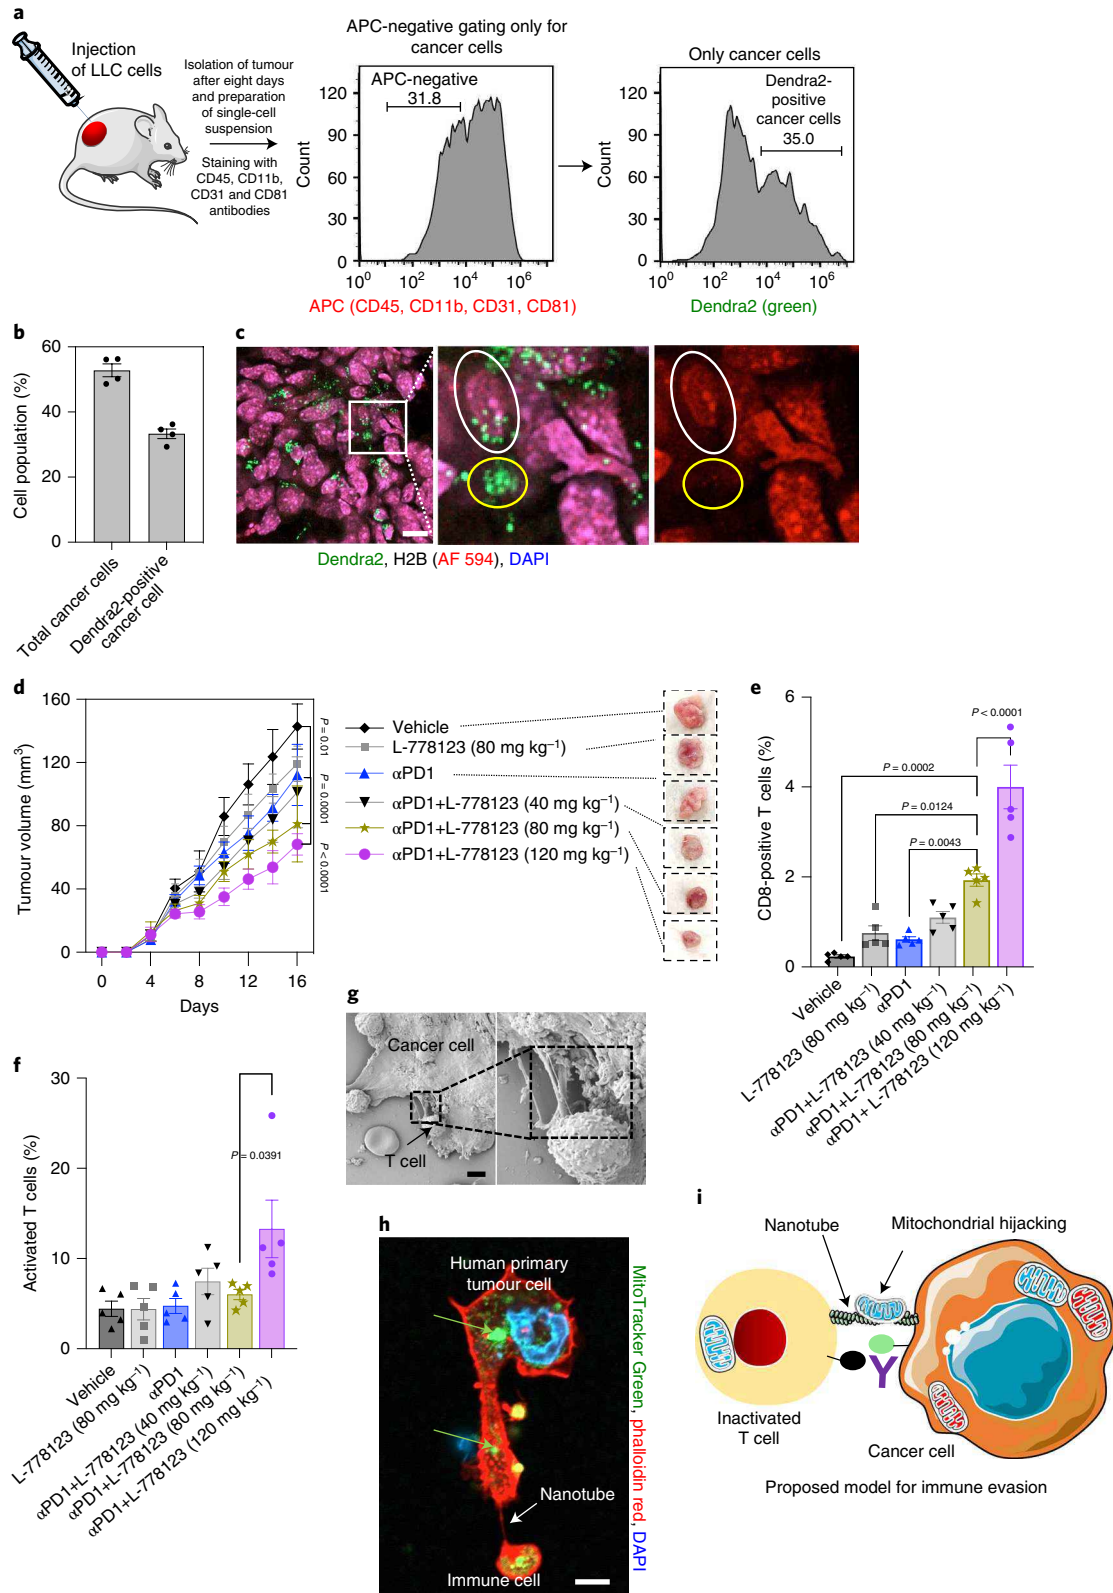 a
Injection
of LLC cells
Isolation of tumour
after eight days
and preparation
of single-cell
suspension
Staining with
CD45, CD11b,
CD31 and CD81
antibodies
APC-negative gating only for
cancer cells
APC-negative
31.8
Count
120
90
60
30
0
10⁰ 10² 10⁴ 10⁶
APC (CD45, CD11b, CD31, CD81)
Only cancer cells
Dendra2-
positive
cancer cells
35.0
Count
120
90
60
30
0
10⁰ 10² 10⁴ 10⁶
Dendra2 (green)
b
Cell population (%)
60
40
20
0
Total cancer cells
Dendra2-positive
cancer cell
c
Dendra2, H2B (AF 594), DAPI
d
Tumour volume (mm³)
160
120
80
40
0
0 4 8 12 16
Days
P = 0.01
P = 0.0001
P < 0.0001
Vehicle
L-778123 (80 mg kg⁻¹)
αPD1
αPD1+L-778123 (40 mg kg⁻¹)
αPD1+L-778123 (80 mg kg⁻¹)
αPD1+L-778123 (120 mg kg⁻¹)
e
CD8-positive T cells (%)
6
4
2
0
P < 0.0001
P = 0.0002
P = 0.0124
P = 0.0043
Vehicle
L-778123 (80 mg kg⁻¹)
αPD1
αPD1+L-778123 (40 mg kg⁻¹)
αPD1+L-778123 (80 mg kg⁻¹)
αPD1+ L-778123 (120 mg kg⁻¹)
f
Activated T cells (%)
30
20
10
0
P = 0.0391
Vehicle
L-778123 (80 mg kg⁻¹)
αPD1
αPD1+L-778123 (40 mg kg⁻¹)
αPD1+L-778123 (80 mg kg⁻¹)
αPD1+L-778123 (120 mg kg⁻¹)
g
Cancer cell
T cell
h
Human primary
tumour cell
Nanotube
Immune cell
MitoTracker Green, phalloidin red, DAPI
i
Nanotube
Mitochondrial hijacking
Inactivated
T cell
Cancer cell
Proposed model for immune evasion